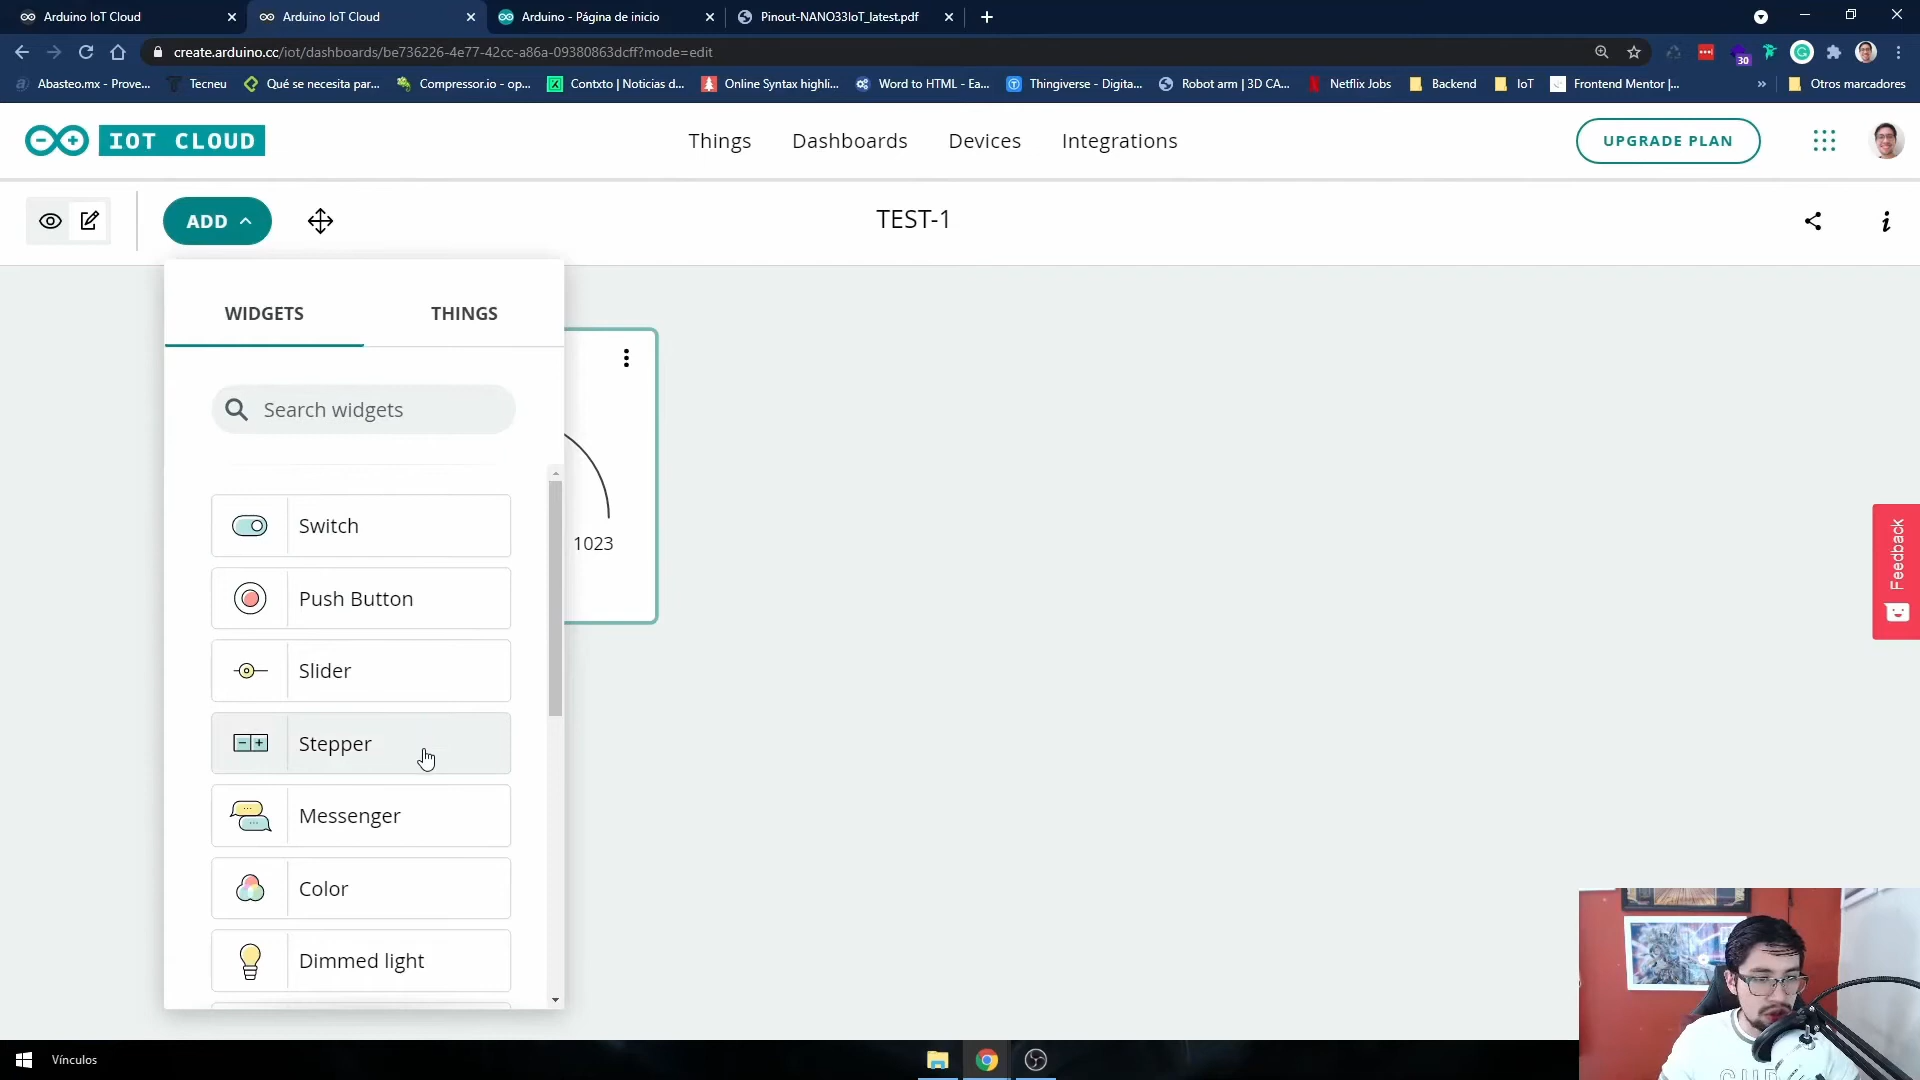 Arduino IoT Cloud
Arduino IoT Cloud
Arduino - Página de inicio
Pinout-NANO33IoT_latest.pdf
create.arduino.cc/iot/dashboards/be736226-4e77-42cc-a86a-09380863dcff?mode=edit
30
Abasteo.mx - Prove...
Tecneu
Qué se necesita par...
Compressor.io - op...
Contxto | Noticias d...
Online Syntax highli...
Word to HTML - Ea...
Thingiverse - Digita...
Robot arm | 3D CA...
Netflix Jobs
Backend
IoT
Frontend Mentor |...
»
Otros marcadores
IOT CLOUD
Things
Dashboards
Devices
Integrations
UPGRADE PLAN
ADD
TEST-1
WIDGETS
THINGS
Search widgets
Switch
Push Button
Slider
Stepper
Messenger
Color
Dimmed light
1023
Feedback
Vínculos